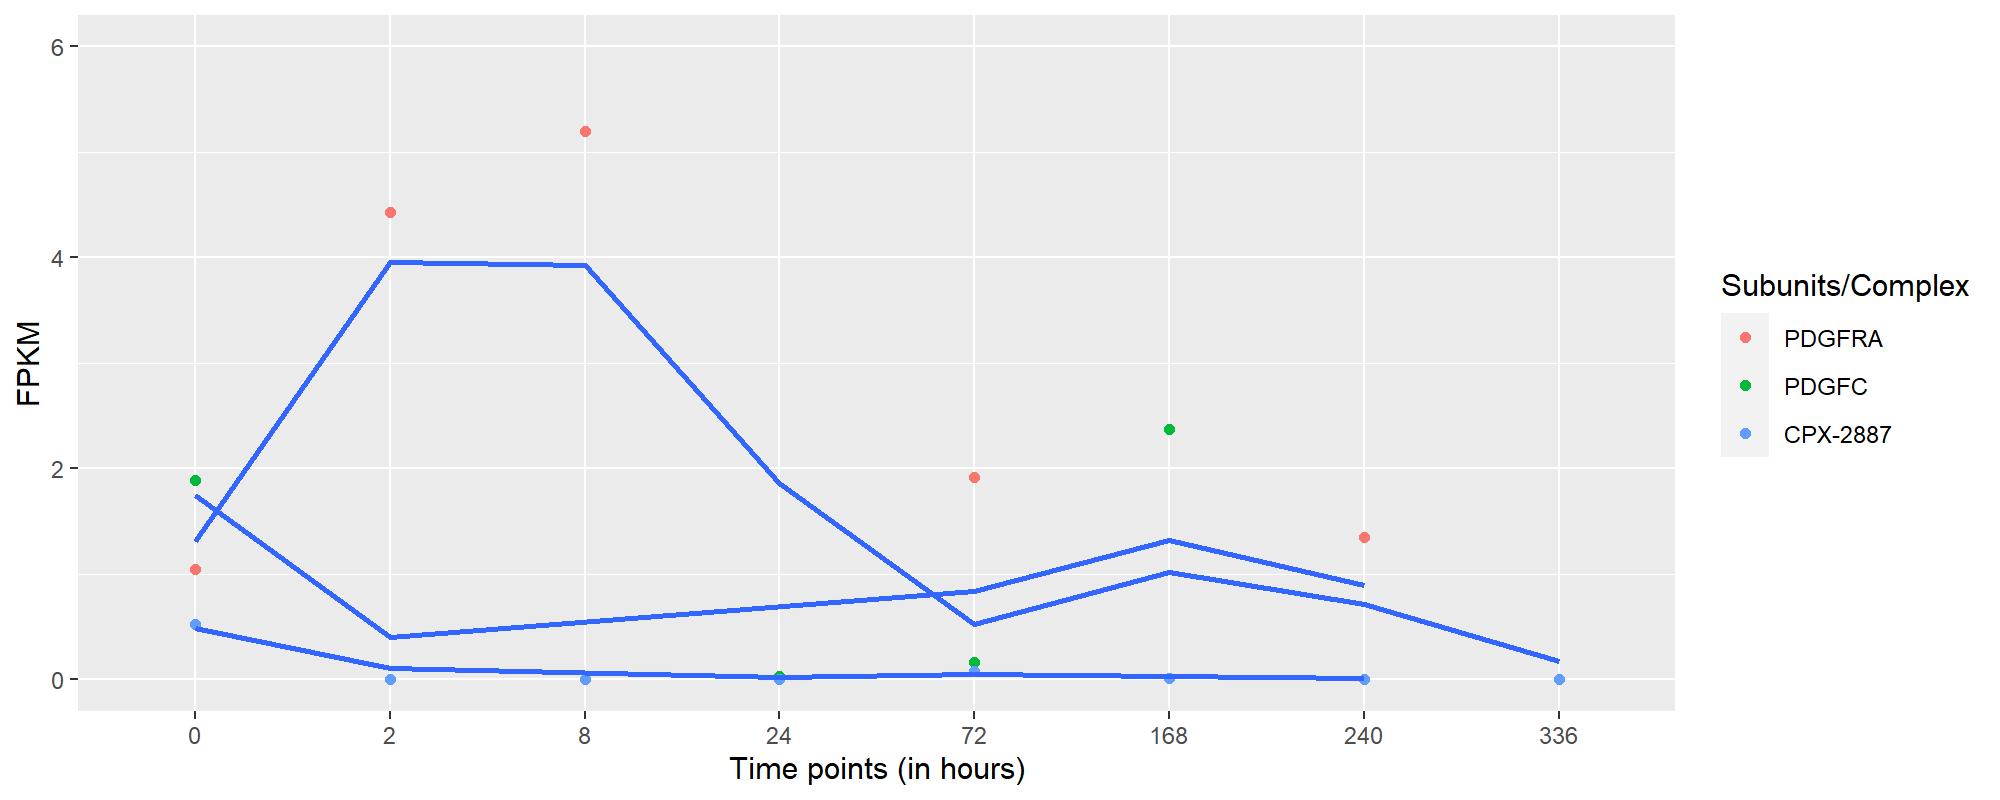 6
4
2
0
FPKM
0 2 8 24 72 168 240 336
Time points (in hours)
Subunits/Complex
PDGFRA
PDGFC
CPX-2887